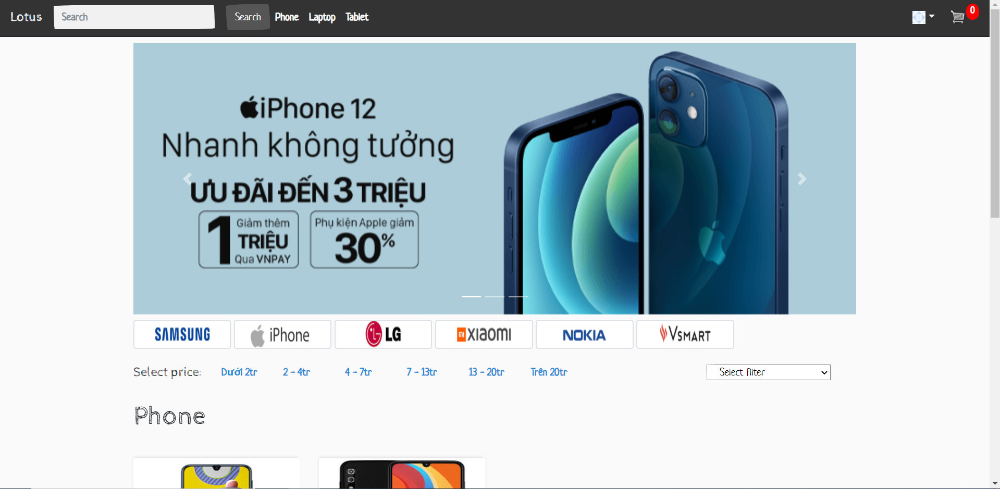 Lotus
Search
Search
Phone
Laptop
Tablet
0
iPhone 12
Nhanh không tưởng
ƯU ĐÃI ĐẾN 3 TRIỆU
1
Giảm thêm
TRIỆU
Qua VNPAY
Phụ kiện Apple giảm
30%
SAMSUNG
iPhone
LG
mi XIAOMI
NOKIA
VSMART
Select price:
Dưới 2tr
2 - 4tr
4 - 7tr
7 - 13tr
13 - 20tr
Trên 20tr
Select filter
Phone